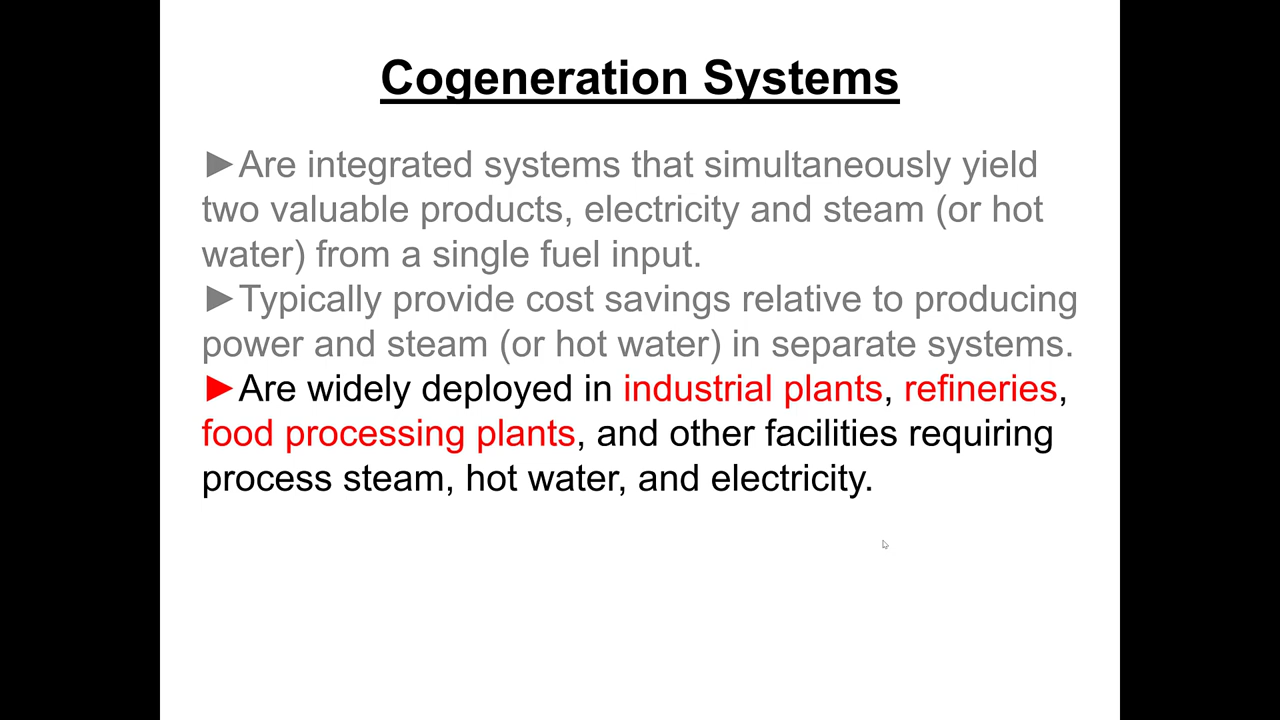 Cogeneration Systems
►Are integrated systems that simultaneously yield
two valuable products, electricity and steam (or hot
water) from a single fuel input.
►Typically provide cost savings relative to producing
power and steam (or hot water) in separate systems.
►Are widely deployed in industrial plants, refineries,
food processing plants, and other facilities requiring
process steam, hot water, and electricity.